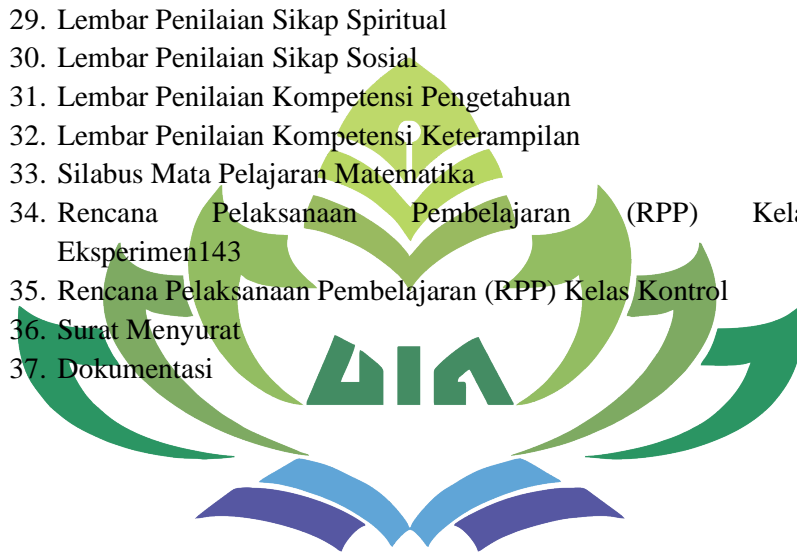 29. Lembar Penilaian Sikap Spiritual
30. Lembar Penilaian Sikap Sosial
31. Lembar Penilaian Kompetensi Pengetahuan
32. Lembar Penilaian Kompetensi Keterampilan
33. Silabus Mata Pelajaran Matematika
34. Rencana Pelaksanaan Pembelajaran (RPP) Kela
Eksperimen143
35. Rencana Pelaksanaan Pembelajaran (RPP) Kelas Kontrol
36. Surat Menyurat
37. Dokumentasi
UIN